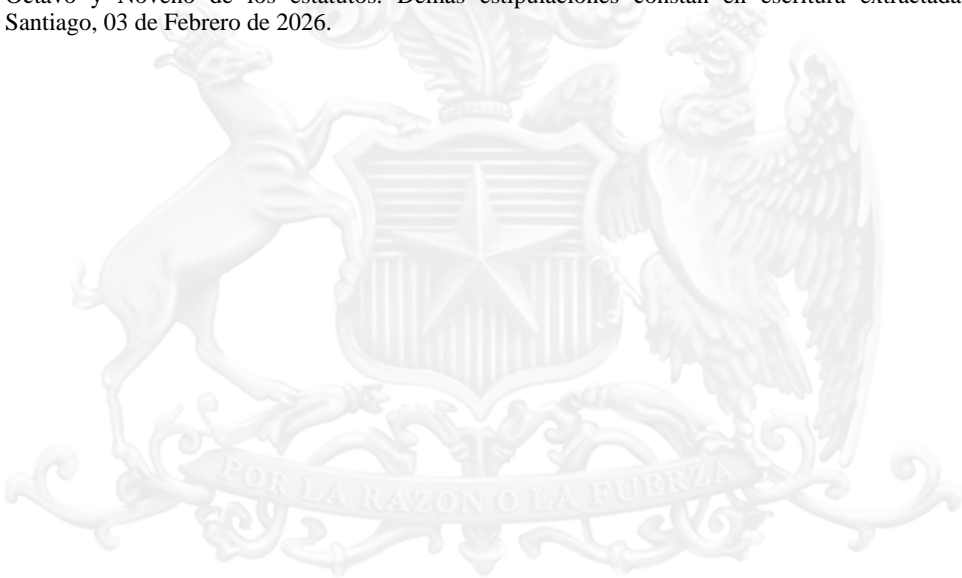 Octavo y Noveno de los estatutos. Demás estipulaciones constan en escritura extractada
Santiago, 03 de Febrero de 2026.
POR LA RAZON O LA FUERZA